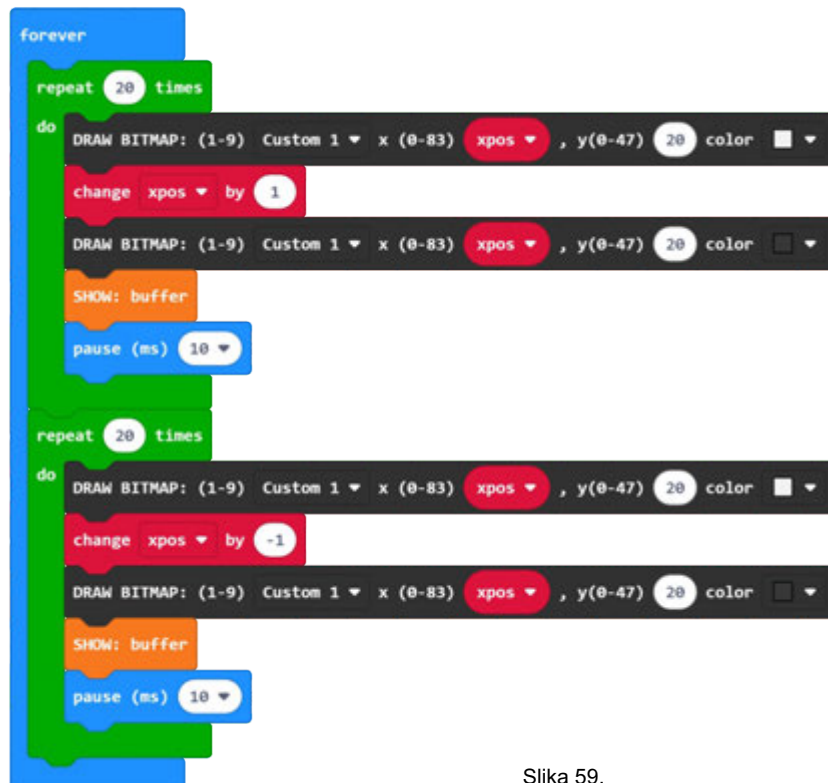 forever
repeat 20 times
do
DRAW BITMAP: (1-9) Custom 1 x (0-83) xpos , y(0-47) 20 color
change xpos by 1
DRAW BITMAP: (1-9) Custom 1 x (0-83) xpos , y(0-47) 20 color
SHOW: buffer
pause (ms) 10
repeat 20 times
do
DRAW BITMAP: (1-9) Custom 1 x (0-83) xpos , y(0-47) 20 color
change xpos by -1
DRAW BITMAP: (1-9) Custom 1 x (0-83) xpos , y(0-47) 20 color
SHOW: buffer
pause (ms) 10
Slika 59.